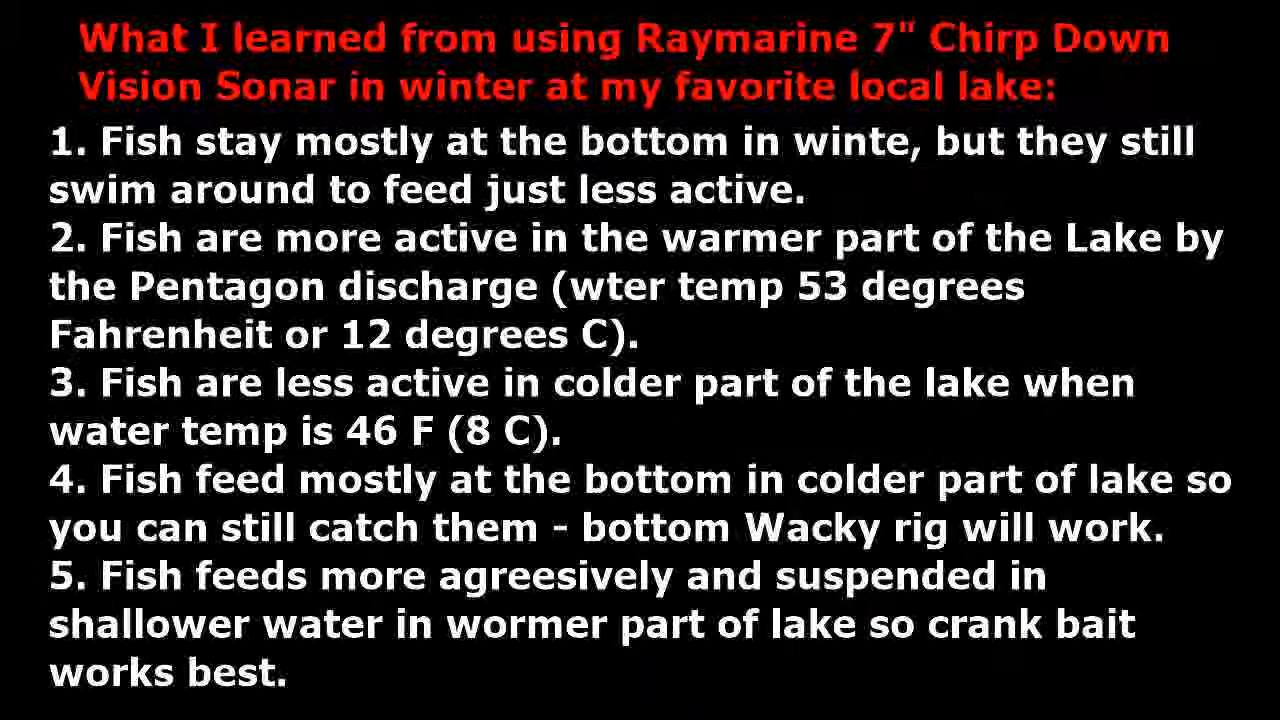 What I learned from using Raymarine 7" Chirp Down
Vision Sonar in winter at my favorite local lake:
1. Fish stay mostly at the bottom in winte, but they still
swim around to feed just less active.
2. Fish are more active in the warmer part of the Lake by
the Pentagon discharge (wter temp 53 degrees
Fahrenheit or 12 degrees C).
3. Fish are less active in colder part of the lake when
water temp is 46 F (8 C).
4. Fish feed mostly at the bottom in colder part of lake so
you can still catch them - bottom Wacky rig will work.
5. Fish feeds more agreesively and suspended in
shallower water in wormer part of lake so crank bait
works best.